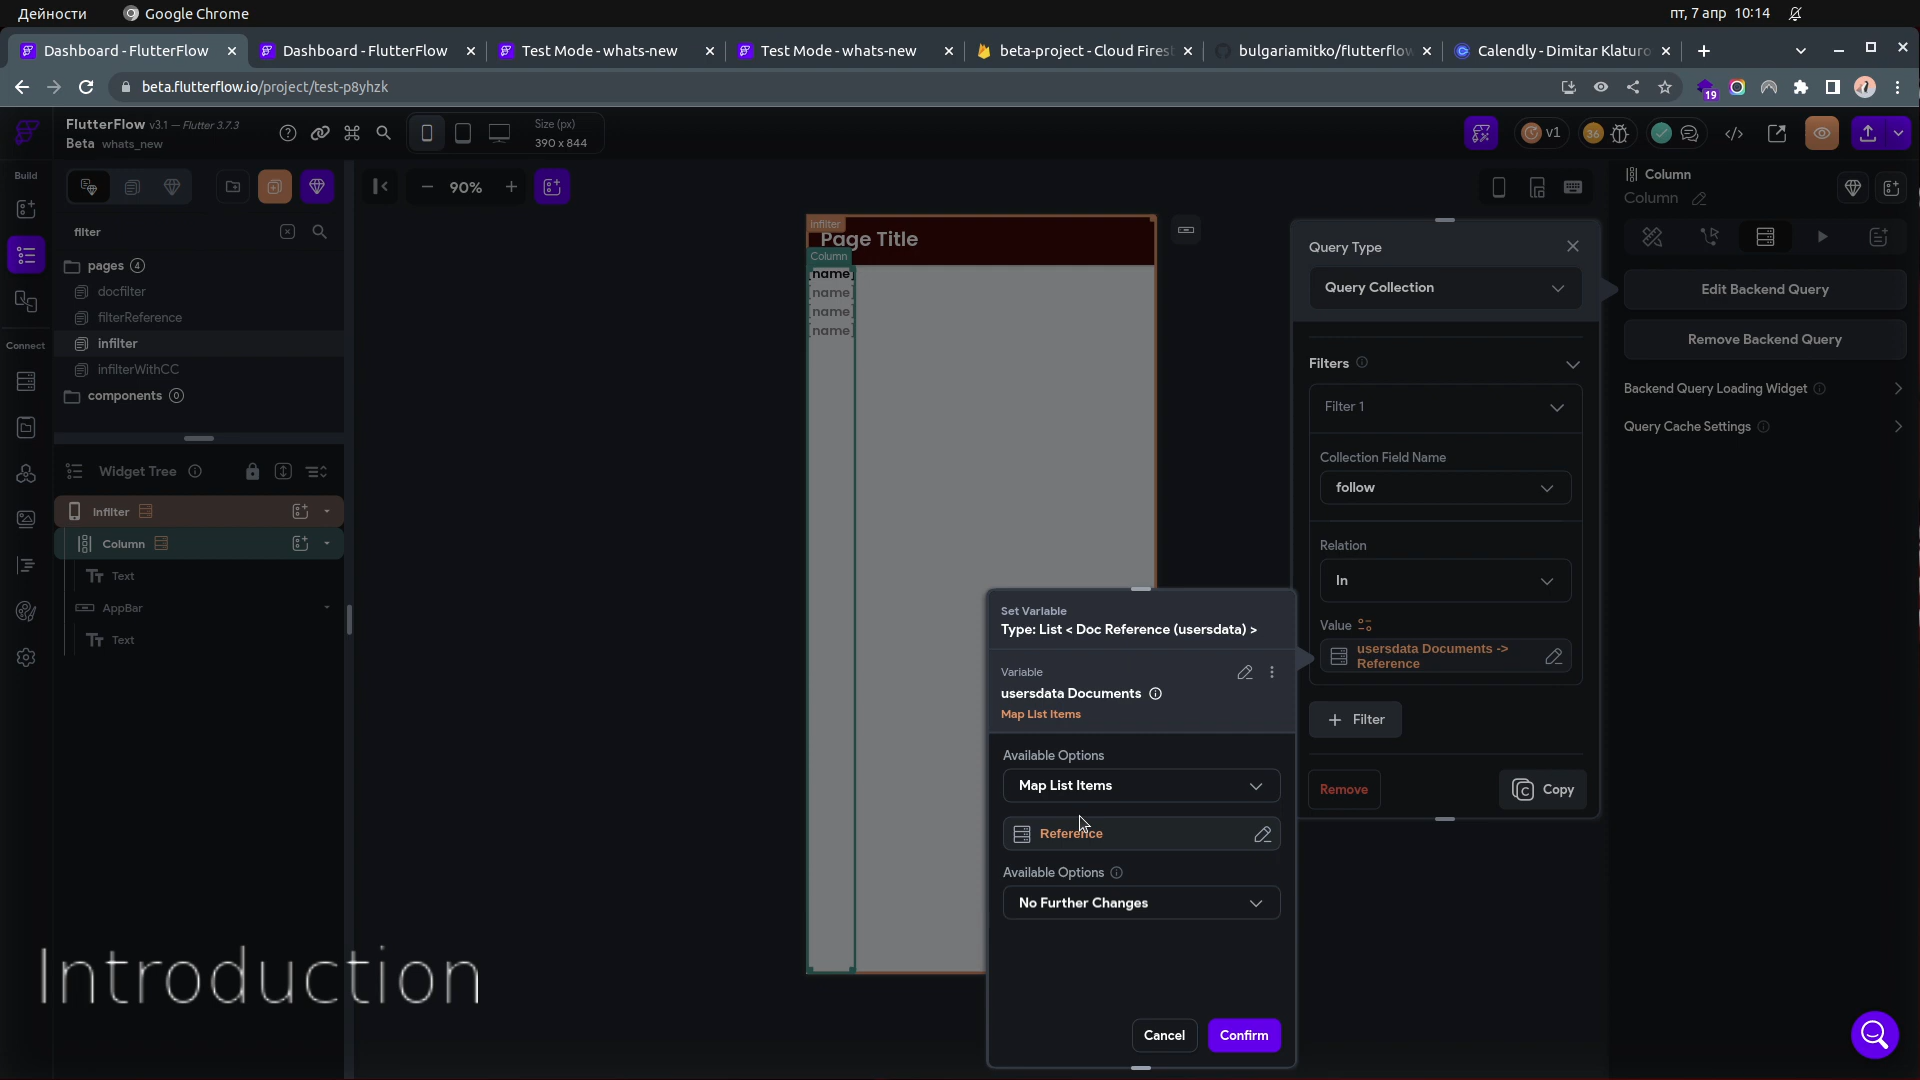 Дейности
Google Chrome
пт, 7 апр 10:14
Dashboard - FlutterFlow
Dashboard - FlutterFlow
Test Mode - whats-new
Test Mode - whats-new
beta-project - Cloud Firest
bulgariamitko/flutterflow
Calendly - Dimitar Klaturo
beta.flutterflow.io/project/test-p8yhzk
19
FlutterFlow v3.1 — Flutter 3.7.3
Beta whats_new
Size (px)
390 x 844
v1
36
Build
90%
Column
Column
filter
pages 4
docfilter
filterReference
infilter
infilterWithCC
components 0
Connect
Widget Tree
Infilter
Column
Text
AppBar
Text
Infilter
Page Title
Column
[name]
[name]
[name]
[name]
Query Type
Query Collection
Filters
Filter 1
Collection Field Name
follow
Relation
In
Value
usersdata Documents ->
Reference
Filter
Remove
Copy
Edit Backend Query
Remove Backend Query
Backend Query Loading Widget
Query Cache Settings
Set Variable
Type: List < Doc Reference (usersdata) >
Variable
usersdata Documents
Map List Items
Available Options
Map List Items
Reference
Available Options
No Further Changes
Cancel
Confirm
Introduction